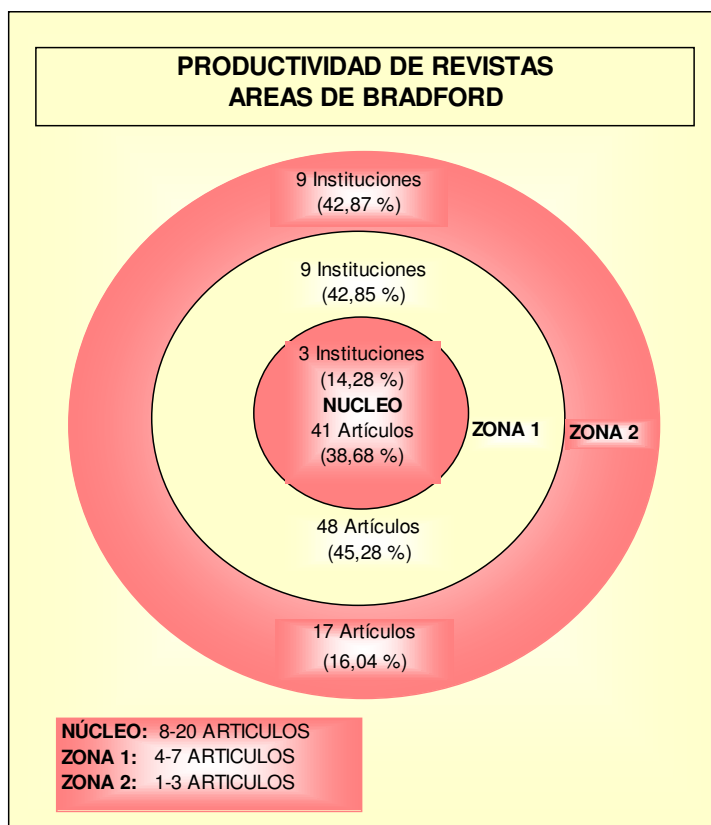 PRODUCTIVIDAD DE REVISTAS
AREAS DE BRADFORD
9 Instituciones
(42,87 %)
9 Instituciones
(42,85 %)
3 Instituciones
(14,28 %)
NUCLEO
41 Artículos
(38,68 %)
ZONA 1
ZONA 2
48 Artículos
(45,28 %)
17 Artículos
(16,04 %)
NÚCLEO: 8-20 ARTICULOS
ZONA 1: 4-7 ARTICULOS
ZONA 2: 1-3 ARTICULOS